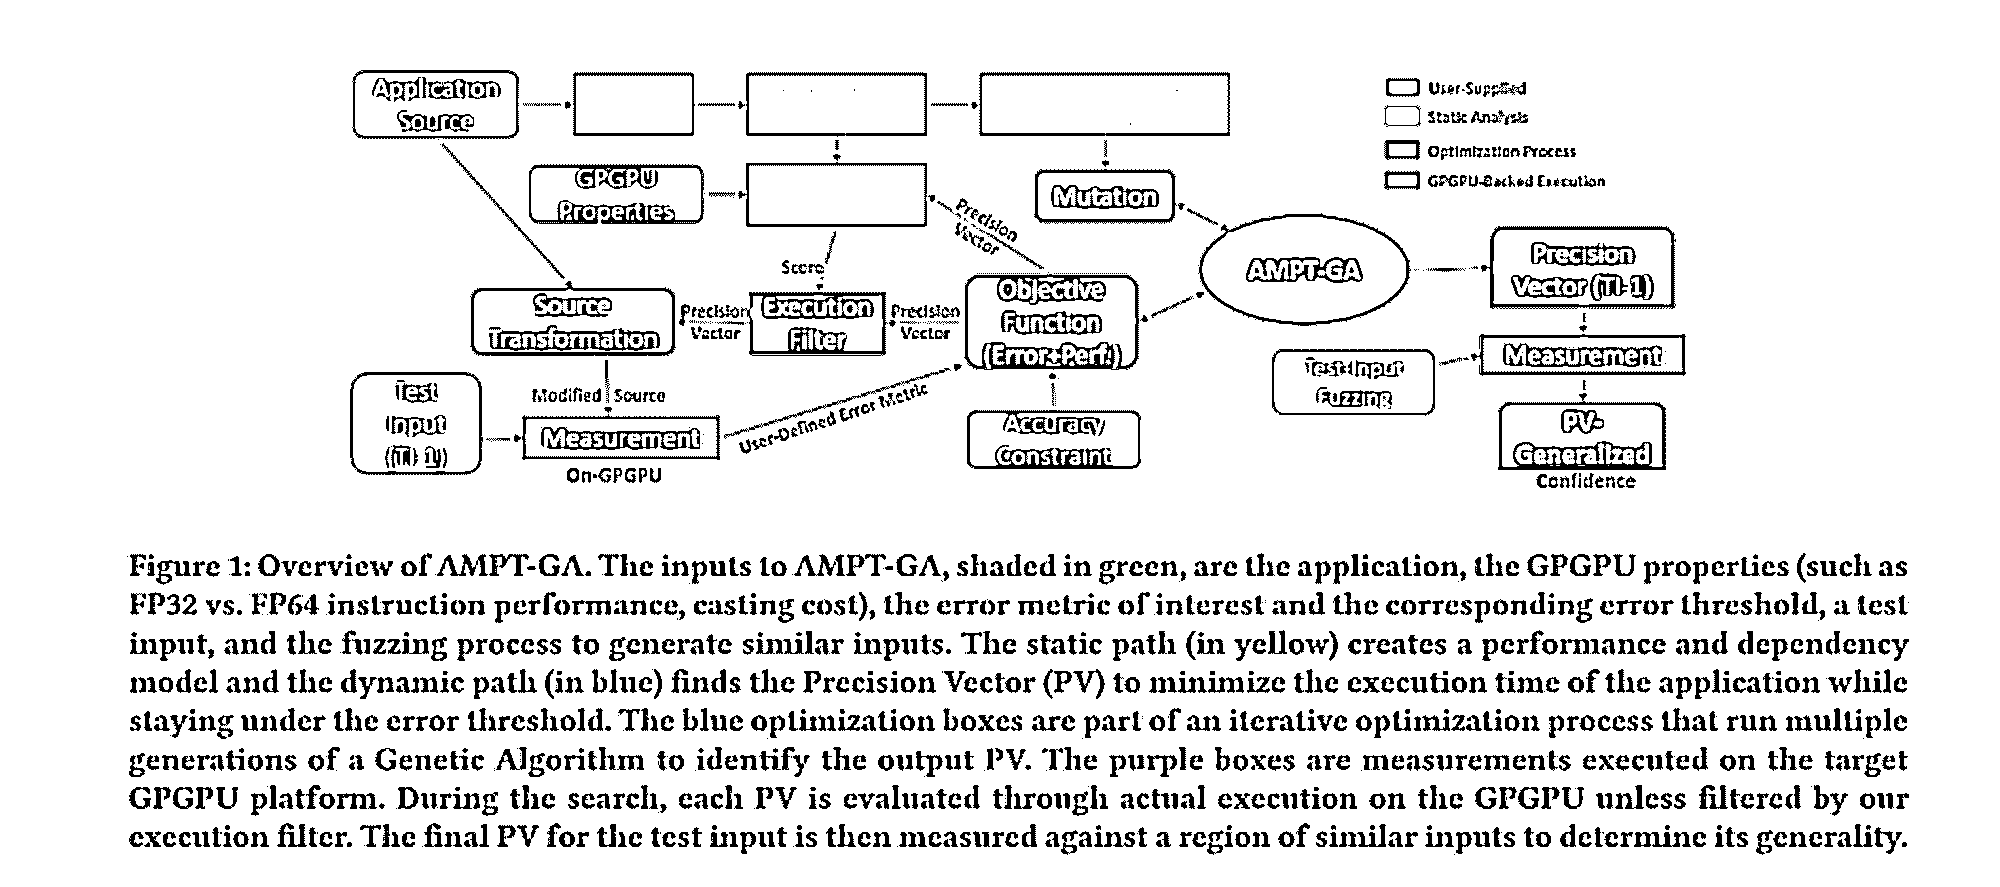 Application
Source
User-Supplied
Static Analysis
Optimization Process
GPGPU-Backed Execution
GPGPU
Properties
Mutation
Precision
Vector
AMPT-GA
Precision
Vector (TI-1)
Score
Source
Transformation
Precision
Vector
Execution
Filter
Precision
Vector
Objective
Function
(Error+Perf.)
Measurement
Test-Input
Fuzzing
Test
Input
(TI-1)
Modified Source
Measurement
On-GPGPU
User-Defined Error Metric
Accuracy
Constraint
PV-
Generalized
Confidence
Figure 1: Overview of AMPT-GA. The inputs to AMPT-GA, shaded in green, are the application, the GPGPU properties (such as
FP32 vs. FP64 instruction performance, casting cost), the error metric of interest and the corresponding error threshold, a test
input, and the fuzzing process to generate similar inputs. The static path (in yellow) creates a performance and dependency
model and the dynamic path (in blue) finds the Precision Vector (PV) to minimize the execution time of the application while
staying under the error threshold. The blue optimization boxes are part of an iterative optimization process that run multiple
generations of a Genetic Algorithm to identify the output PV. The purple boxes are measurements executed on the target
GPGPU platform. During the search, each PV is evaluated through actual execution on the GPGPU unless filtered by our
execution filter. The final PV for the test input is then measured against a region of similar inputs to determine its generality.